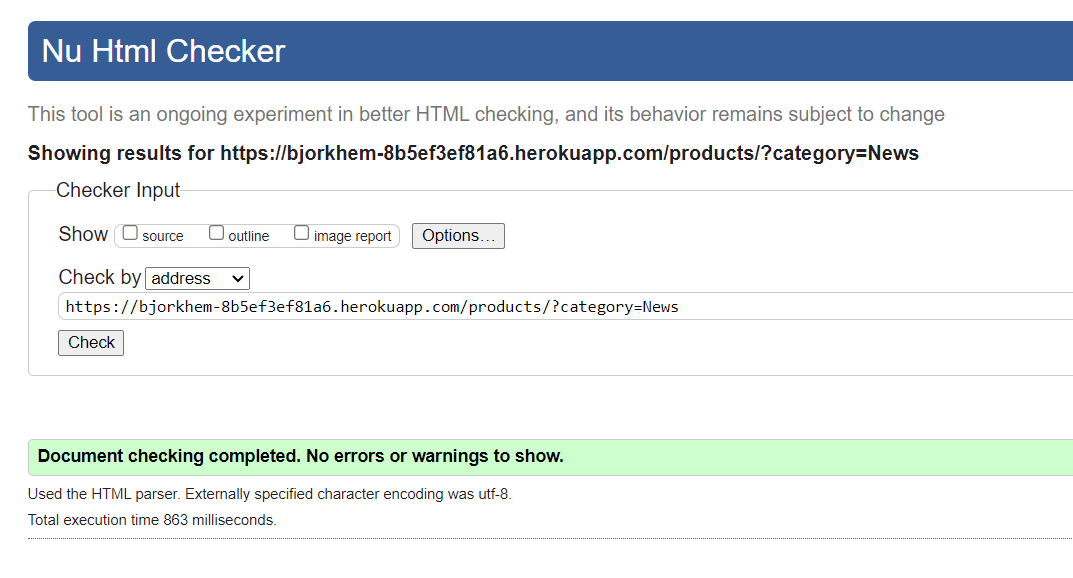 Nu Html Checker
This tool is an ongoing experiment in better HTML checking, and its behavior remains subject to change
Showing results for https://bjorkhem-8b5ef3ef81a6.herokuapp.com/products/?category=News
Checker Input
Show source outline image report Options...
Check by address
https://bjorkhem-8b5ef3ef81a6.herokuapp.com/products/?category=News
Check
Document checking completed. No errors or warnings to show.
Used the HTML parser. Externally specified character encoding was utf-8.
Total execution time 863 milliseconds.